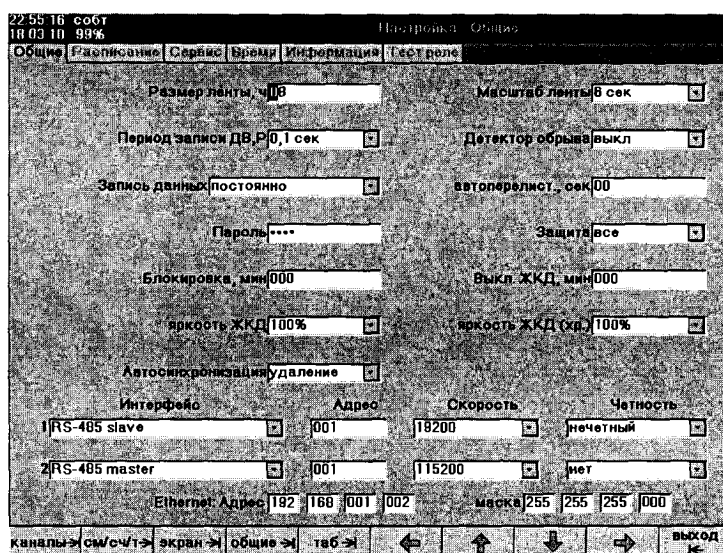 22:55:16 собт
18 03 10 99%
Настройка Общие
Общие Расписание Сервис Время Информация Тест реле
Размер ленты, ч 18 Масштаб ленты 8 сек
Период записи ДВ,Р 0,1 сек Детектор обрыва выкл
Запись данных постоянно автоперелист., сек 00
Пароль •••• Защита все
Блокировка, мин 000 Выкл. ЖКД, мин 000
яркость ЖКД 100% яркость ЖКД (хр.) 100%
Автосинхронизация удаление
Интерфейс Адрес Скорость Четность
1 RS-485 slave 001 19200 нечетный
2 RS-485 master 001 115200 нет
Ethernet: Адрес 192 168 001 002 маска 255 255 255 000
каналы см/сч/т экран общие таб выход